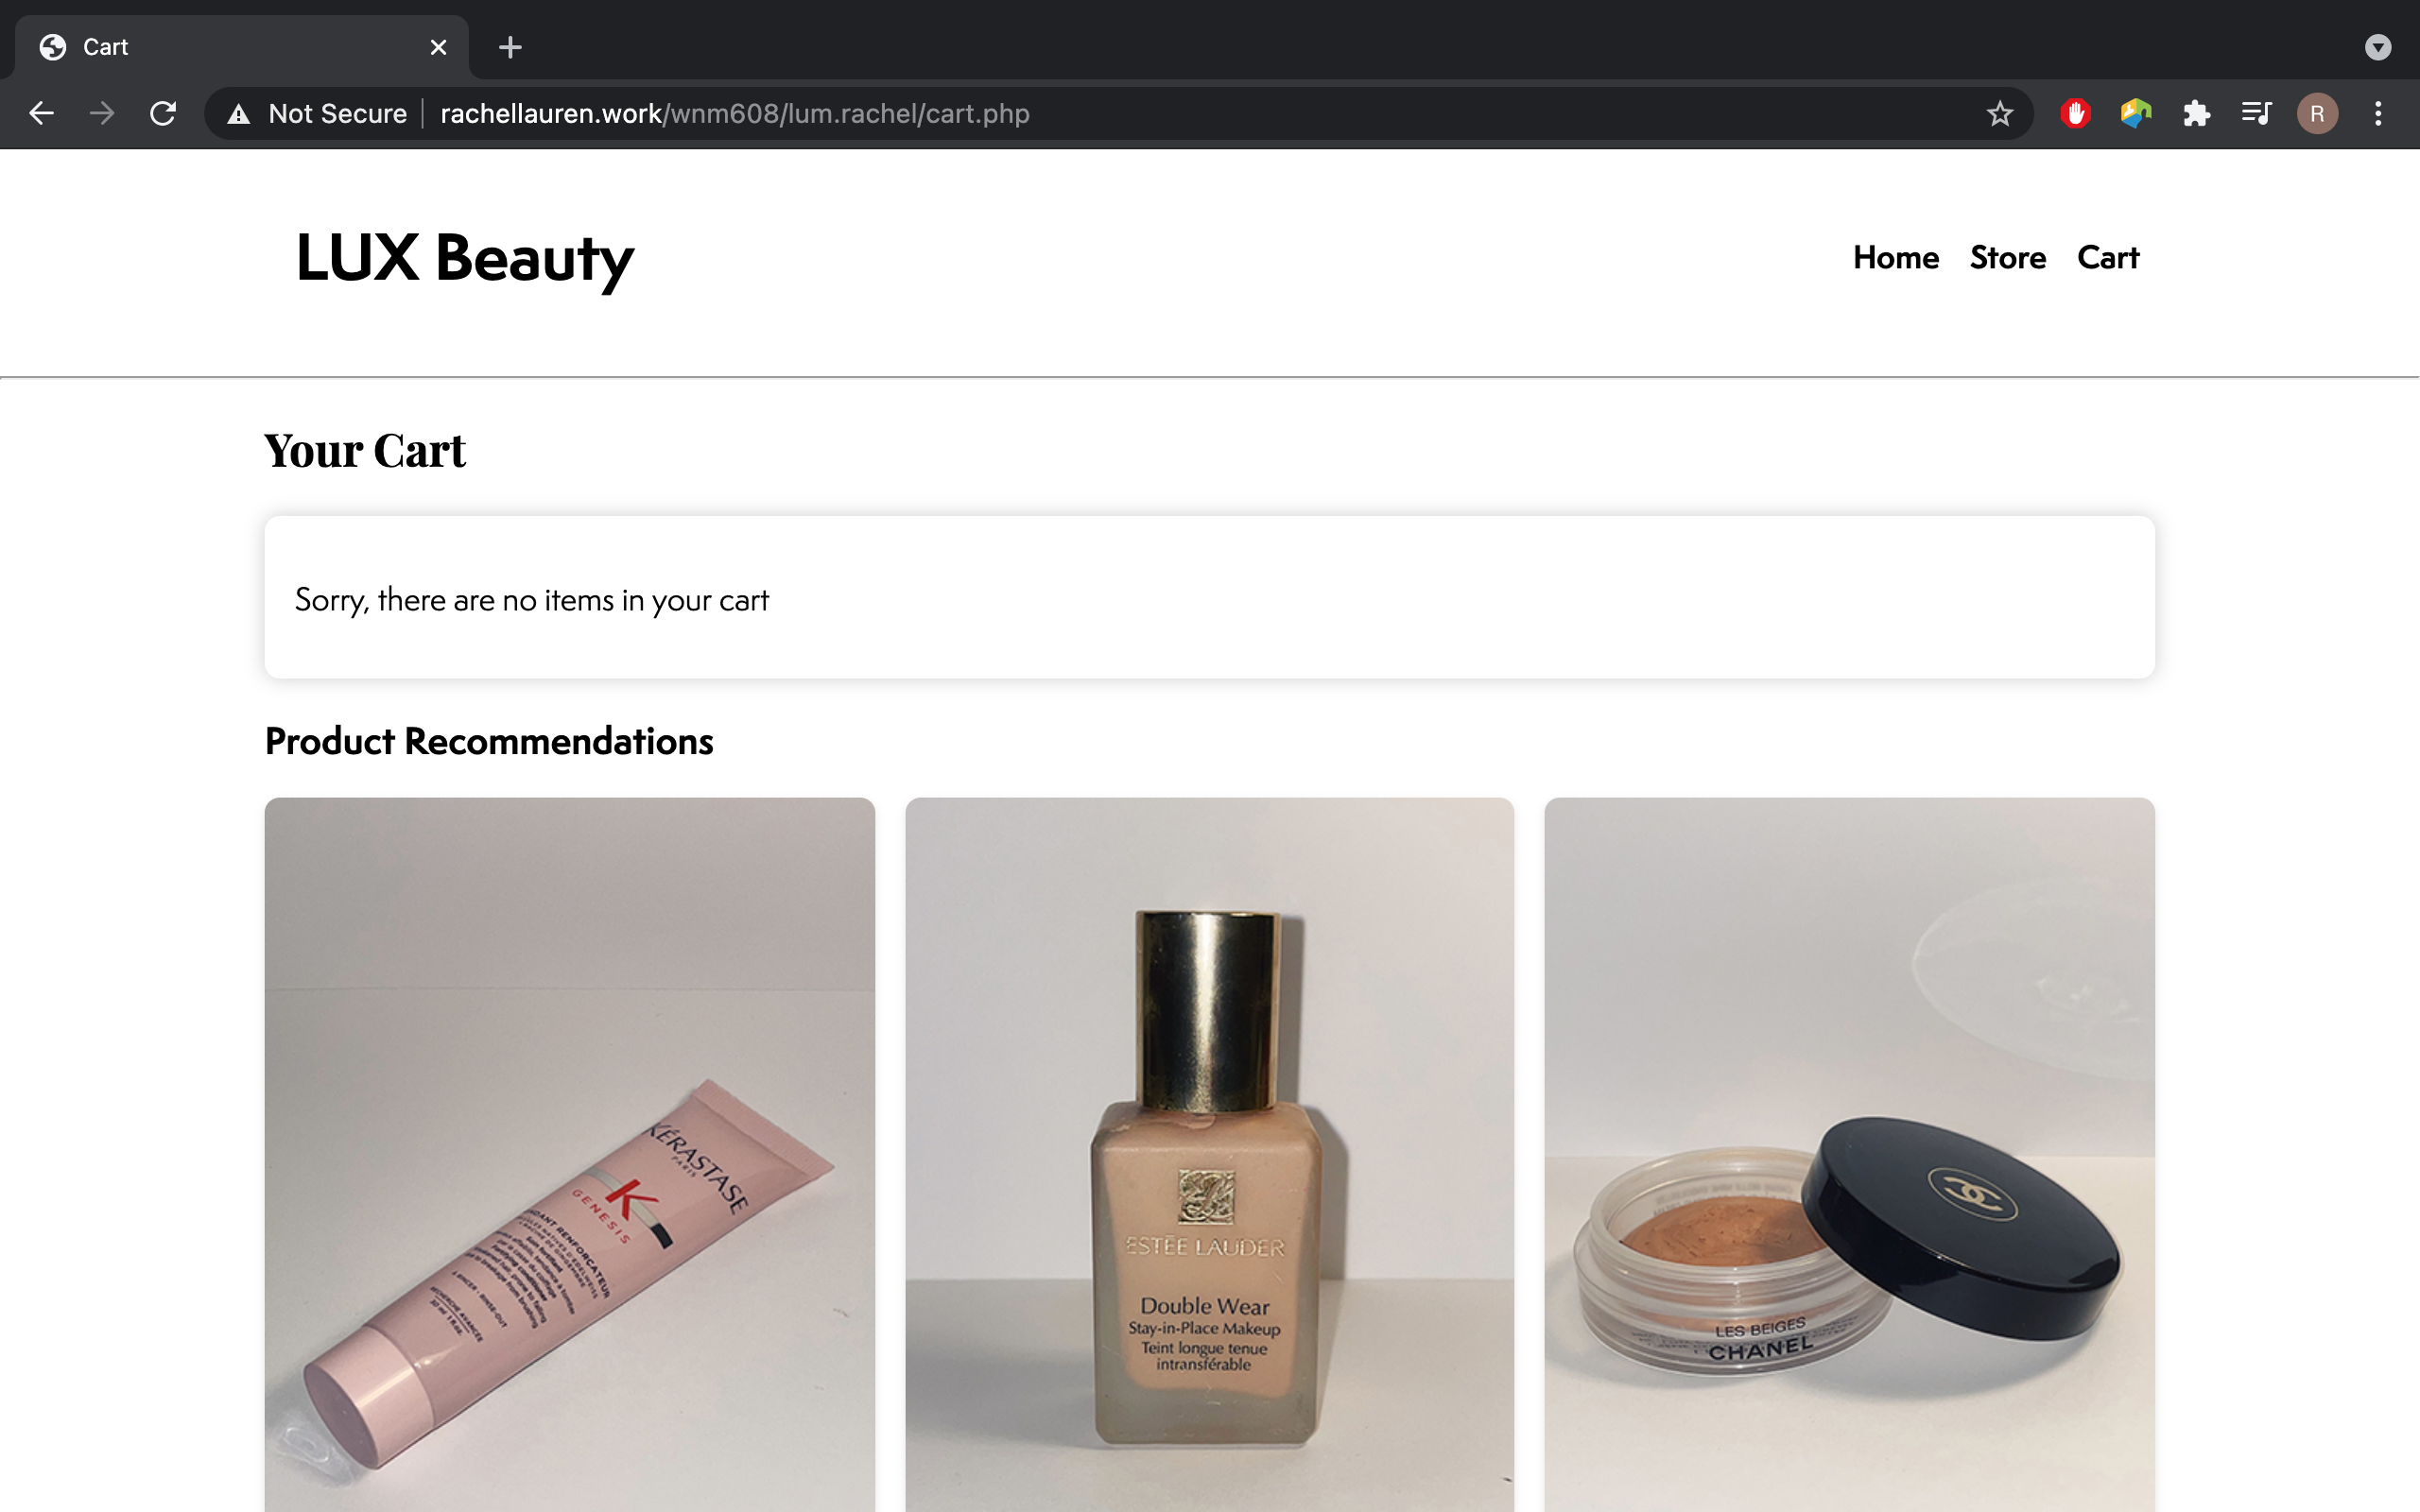 Cart
Not Secure rachellauren.work/wnm608/lum.rachel/cart.php
R
LUX Beauty
Home Store Cart
Your Cart
Sorry, there are no items in your cart
Product Recommendations
KÉRASTASE
PARIS
K
GENESIS
RENFORCATEUR
ESTĒE LAUDER
Double Wear
Stay-in-Place Makeup
Teint longue tenue
intransférable
LES BEIGES
CHANEL